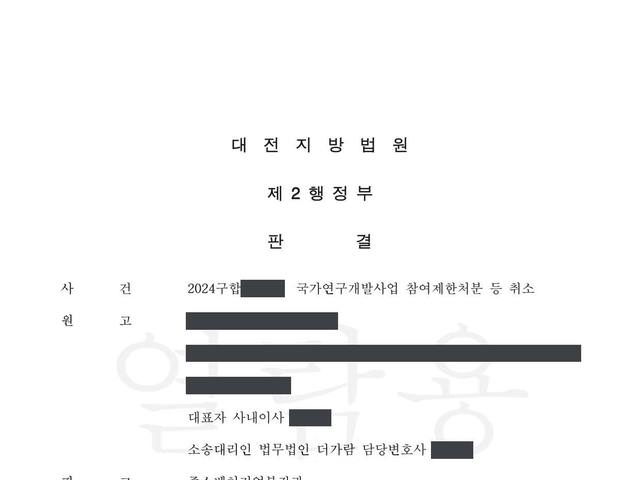 대 전 지 방 법 원
제 2 행 정 부
판 결
사 건 2024구합 국가연구개발사업 참여제한처분 등 취소
원 고
대표자 사내이사
소송대리인 법무법인 더가람 담당변호사
열람용